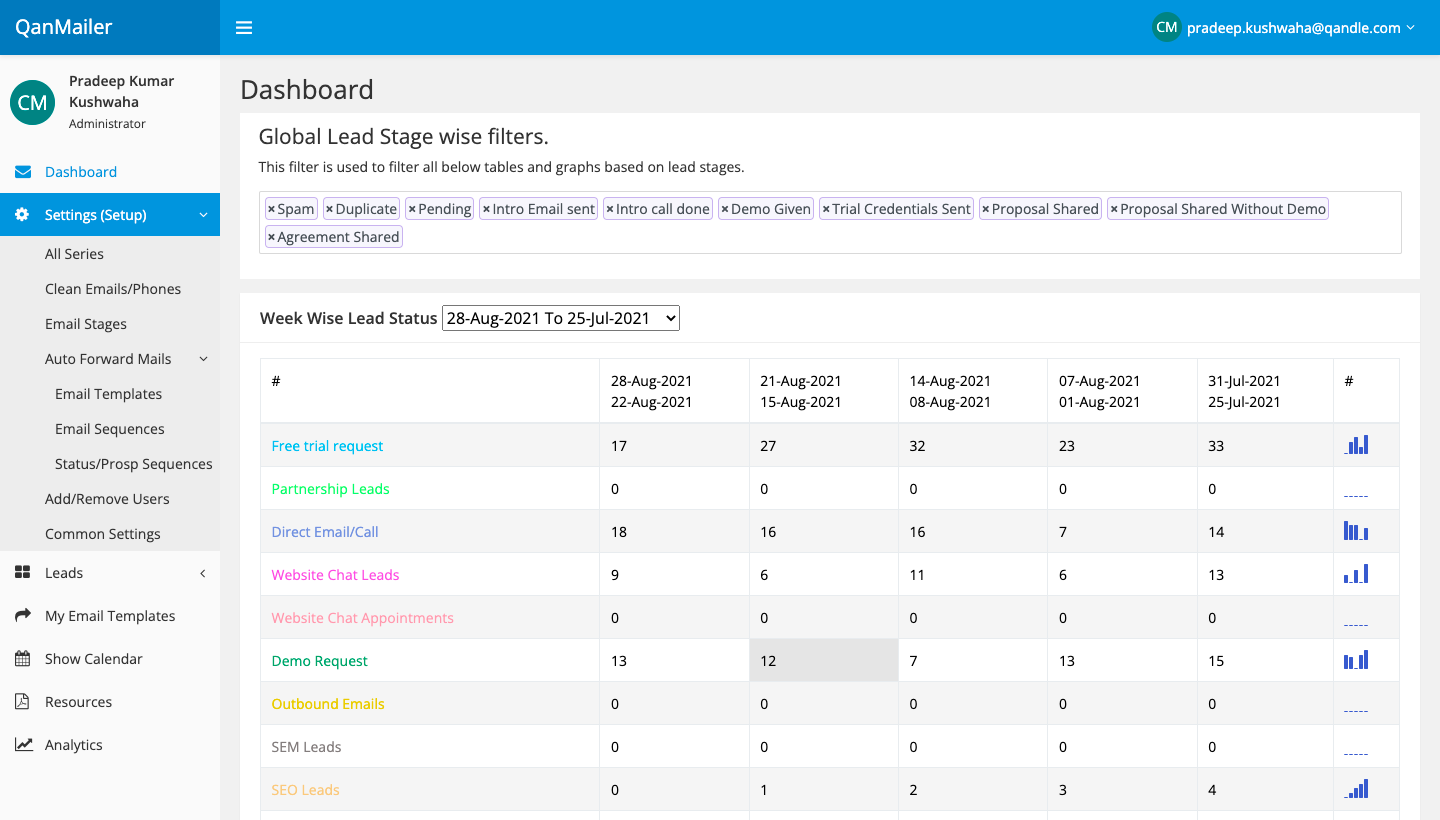 QanMailer
CM pradeep.kushwaha@qandle.com
CM
Pradeep Kumar
Kushwaha
Administrator
Dashboard
Settings (Setup)
All Series
Clean Emails/Phones
Email Stages
Auto Forward Mails
Email Templates
Email Sequences
Status/Prosp Sequences
Add/Remove Users
Common Settings
Leads
My Email Templates
Show Calendar
Resources
Analytics
Dashboard
Global Lead Stage wise filters.
This filter is used to filter all below tables and graphs based on lead stages.
×Spam ×Duplicate ×Pending ×Intro Email sent ×Intro call done ×Demo Given ×Trial Credentials Sent ×Proposal Shared ×Proposal Shared Without Demo
×Agreement Shared
Week Wise Lead Status 28-Aug-2021 To 25-Jul-2021
# 28-Aug-2021 21-Aug-2021 14-Aug-2021 07-Aug-2021 31-Jul-2021 #
22-Aug-2021 15-Aug-2021 08-Aug-2021 01-Aug-2021 25-Jul-2021
Free trial request 17 27 32 23 33
Partnership Leads 0 0 0 0 0
Direct Email/Call 18 16 16 7 14
Website Chat Leads 9 6 11 6 13
Website Chat Appointments 0 0 0 0 0
Demo Request 13 12 7 13 15
Outbound Emails 0 0 0 0 0
SEM Leads 0 0 0 0 0
SEO Leads 0 1 2 3 4